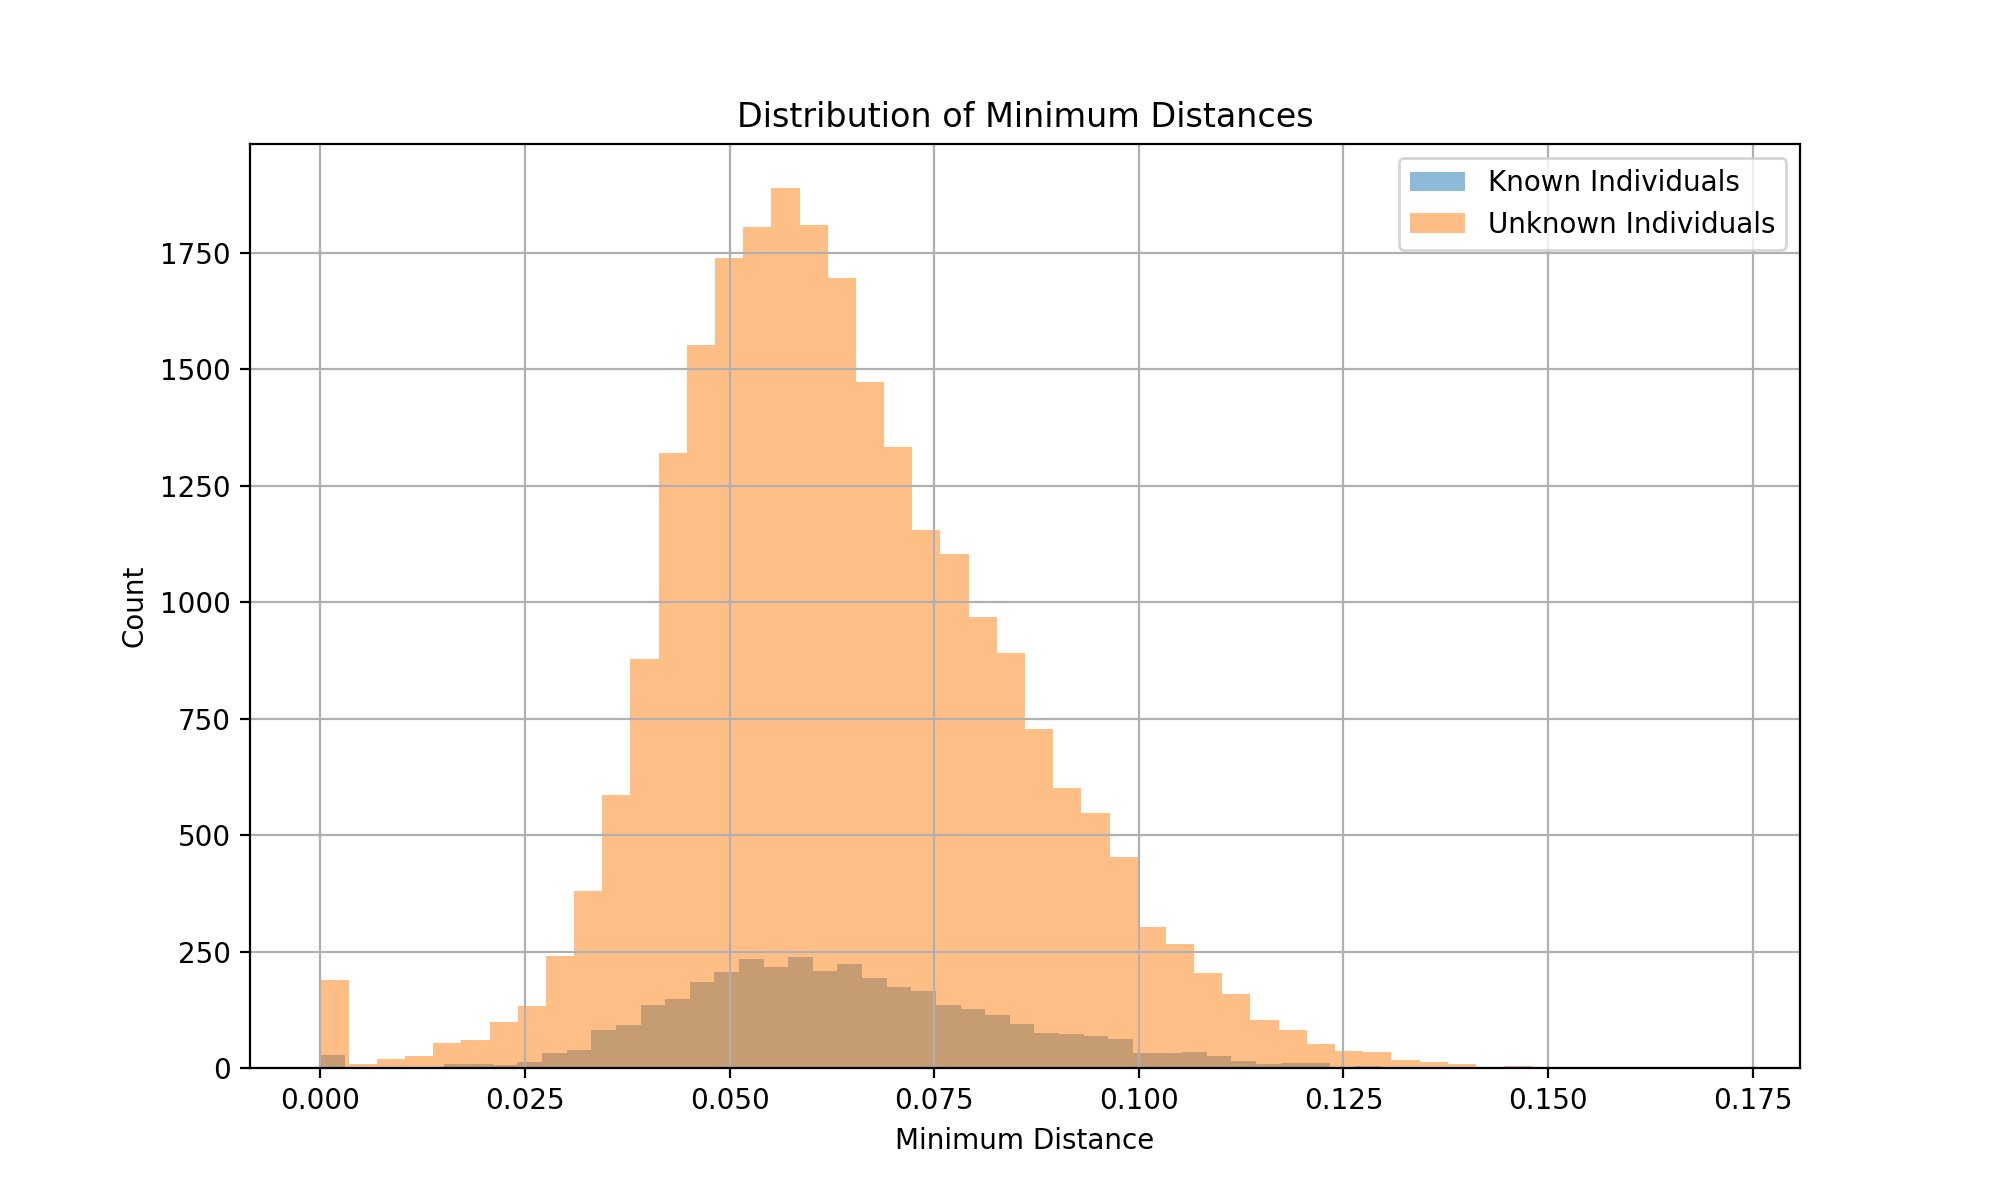 Distribution of Minimum Distances
Known Individuals
Unknown Individuals
1750
1500
1250
1000
750
500
250
0
Count
0.000 0.025 0.050 0.075 0.100 0.125 0.150 0.175
Minimum Distance